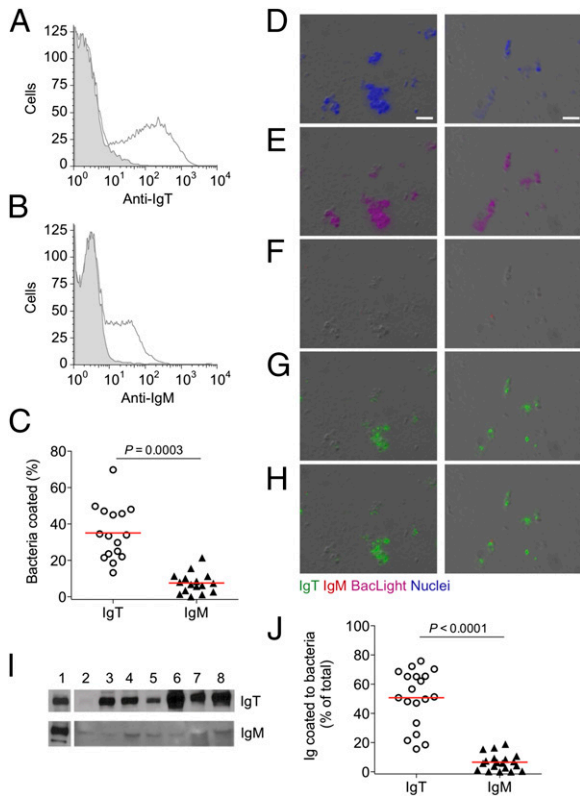 A
125
100
75
50
25
0
Cells
10⁰ 10¹ 10² 10³ 10⁴
Anti-IgT
B
125
100
75
50
25
0
Cells
10⁰ 10¹ 10² 10³ 10⁴
Anti-IgM
C
80
60
40
20
0
Bacteria coated (%)
P = 0.0003
IgT IgM
D
E
F
G
H
IgT IgM BacLight Nuclei
I
1 2 3 4 5 6 7 8
IgT
IgM
J
100
80
60
40
20
0
Ig coated to bacteria
(% of total)
P < 0.0001
IgT IgM